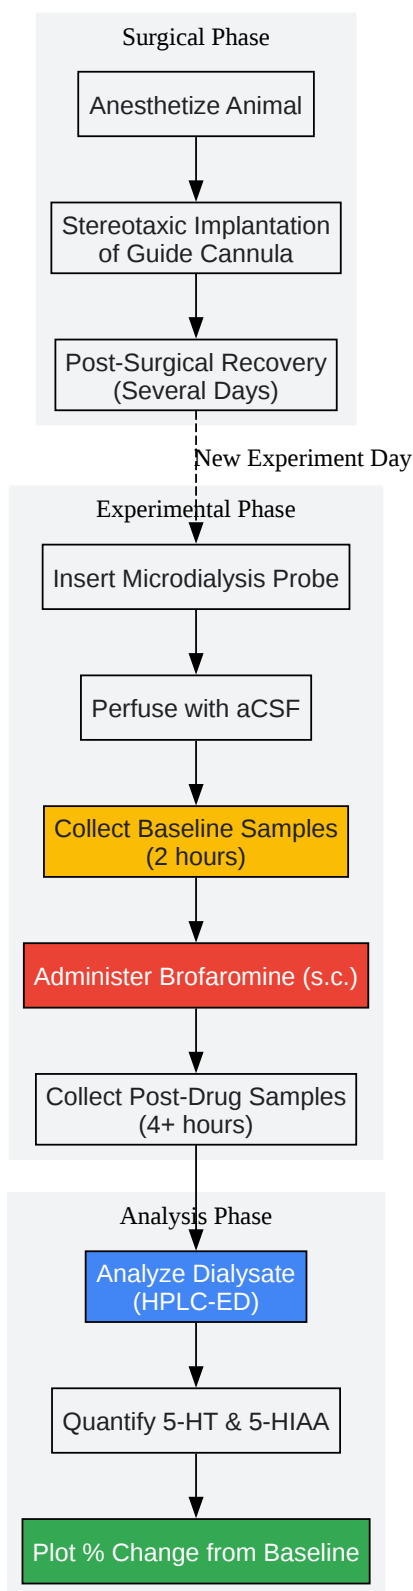 Surgical Phase
Anesthetize Animal
Stereotaxic Implantation
of Guide Cannula
Post-Surgical Recovery
(Several Days)
New Experiment Day
Experimental Phase
Insert Microdialysis Probe
Perfuse with aCSF
Collect Baseline Samples
(2 hours)
Administer Brofaromine (s.c.)
Collect Post-Drug Samples
(4+ hours)
Analysis Phase
Analyze Dialysate
(HPLC-ED)
Quantify 5-HT & 5-HIAA
Plot % Change from Baseline